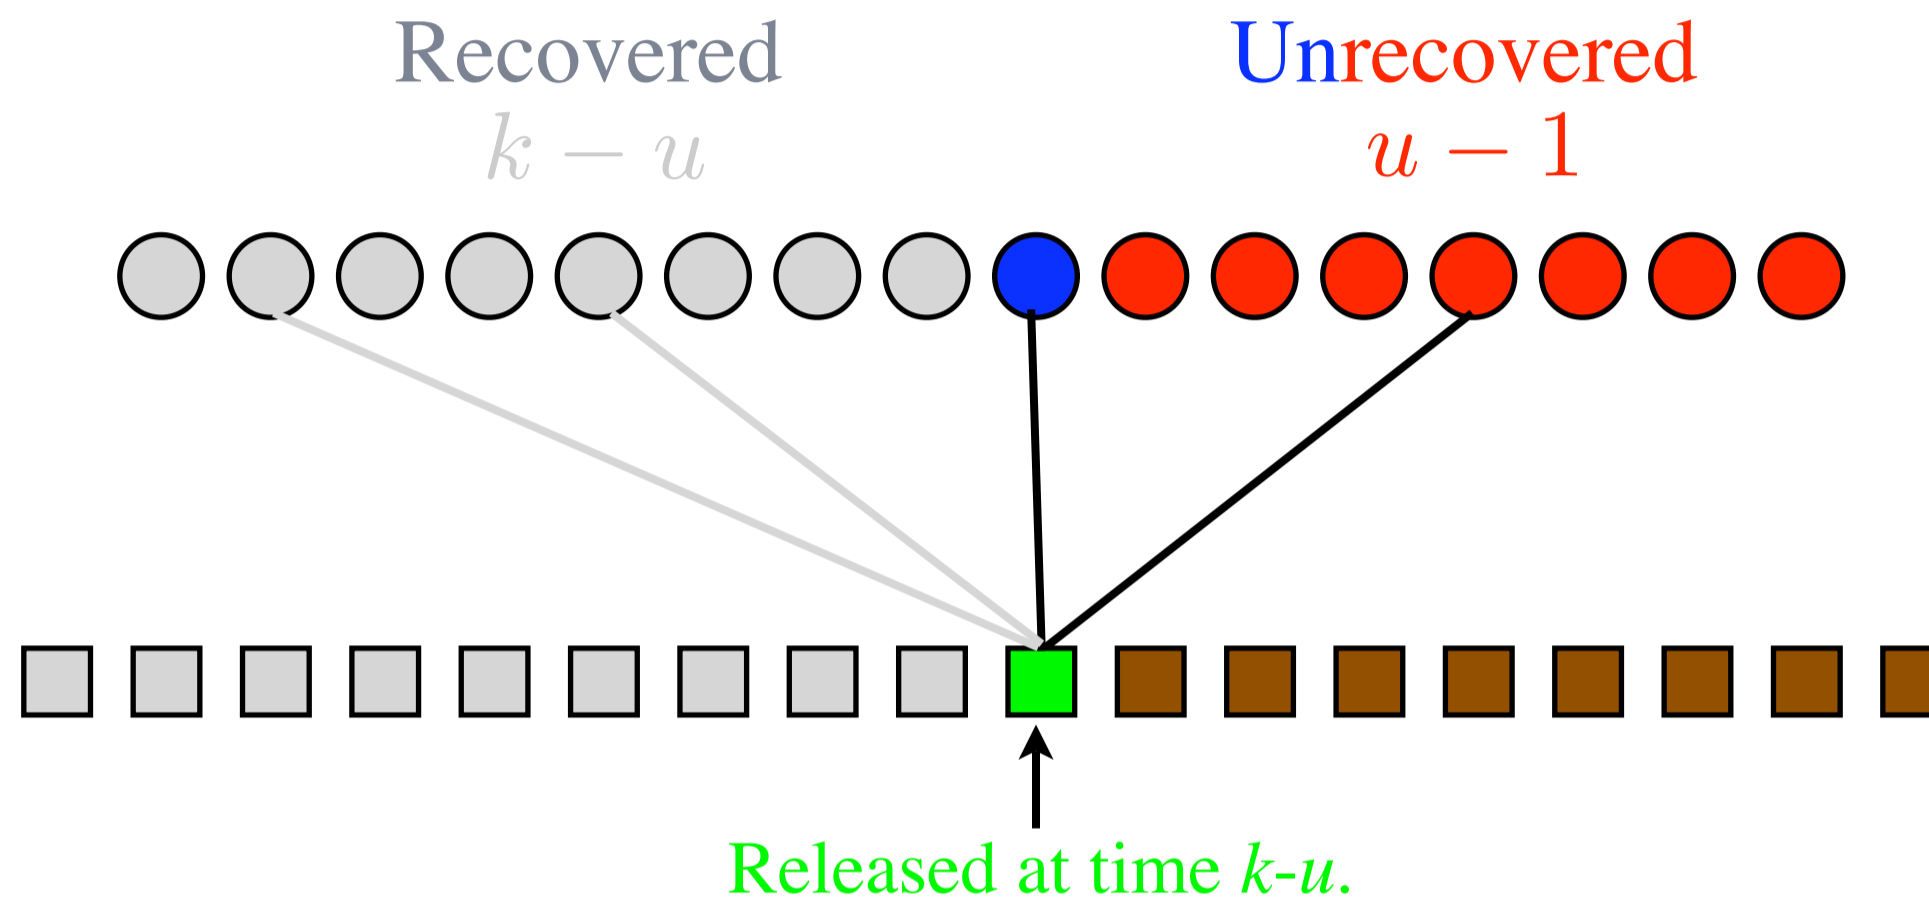 Recovered
k − u
Unrecovered
u − 1
Released at time k-u.